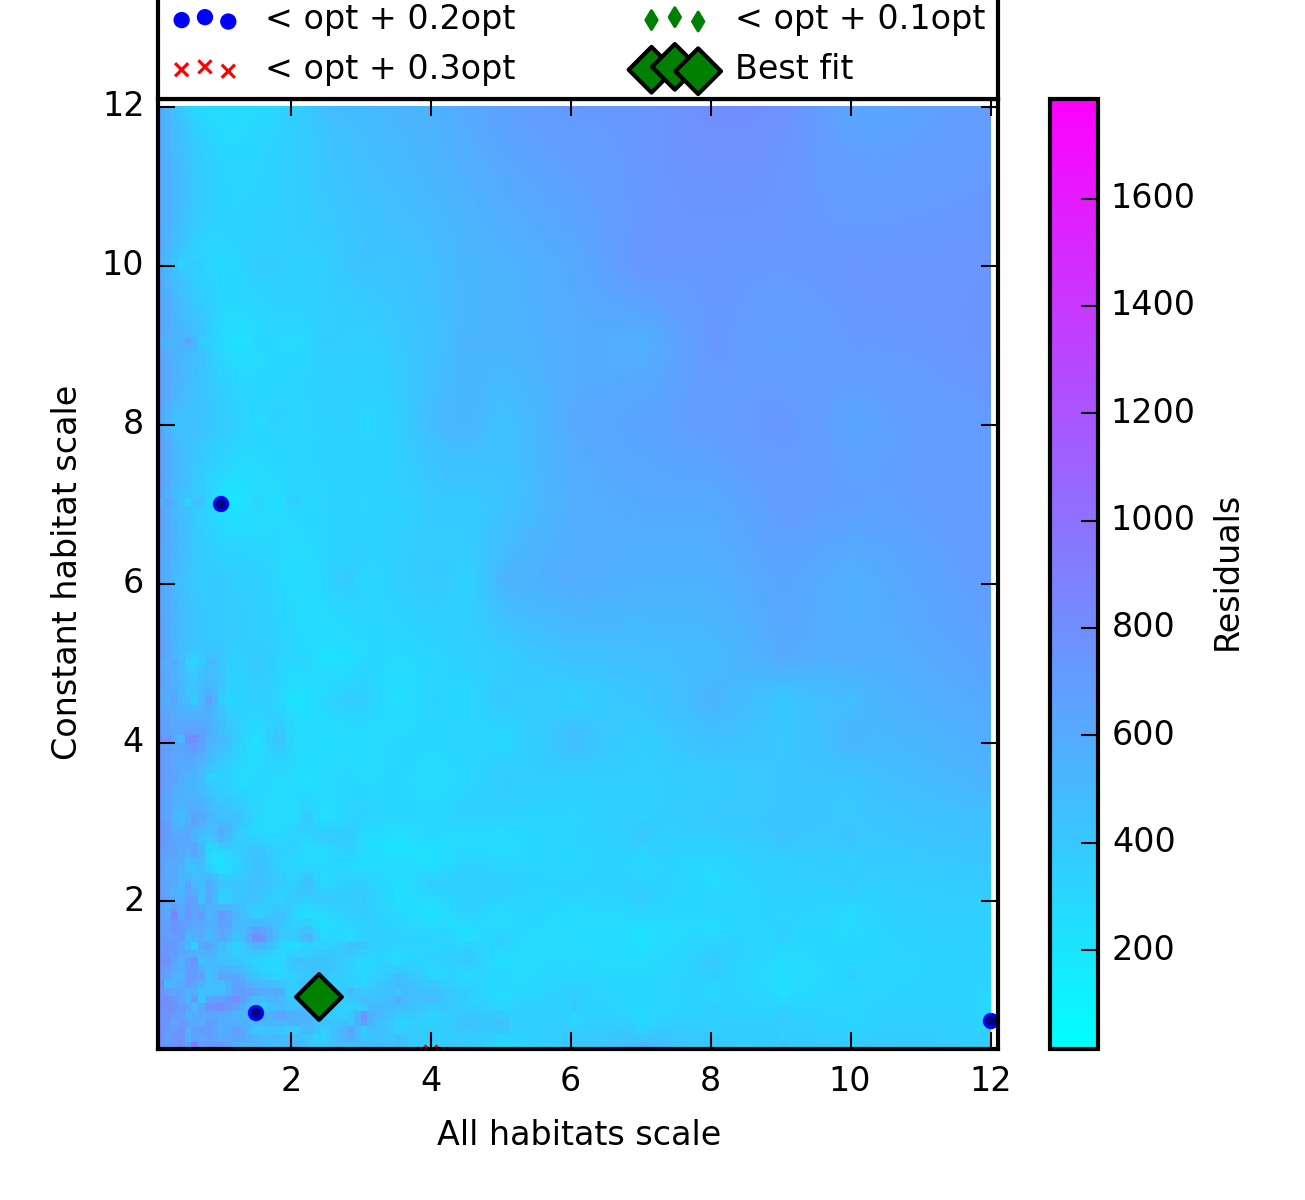 < opt + 0.2opt < opt + 0.1opt
< opt + 0.3opt Best fit
12
10
8
6
4
2
2 4 6 8 10 12
All habitats scale
Constant habitat scale
1600
1400
1200
1000
800
600
400
200
Residuals